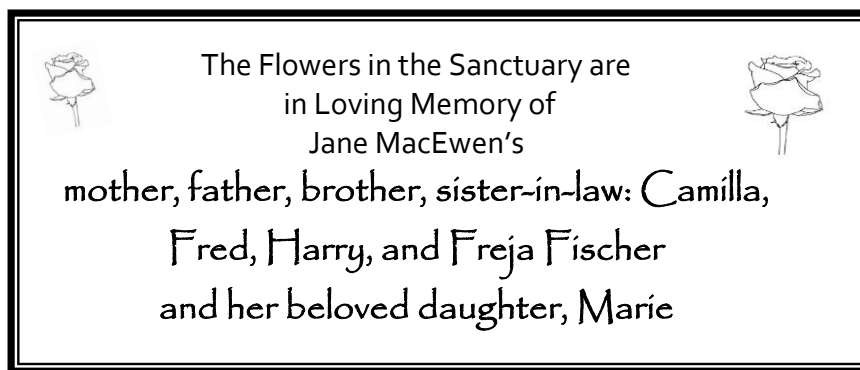 The Flowers in the Sanctuary are
in Loving Memory of
Jane MacEwen’s
mother, father, brother, sister-in-law: Camilla,
Fred, Harry, and Freja Fischer
and her beloved daughter, Marie